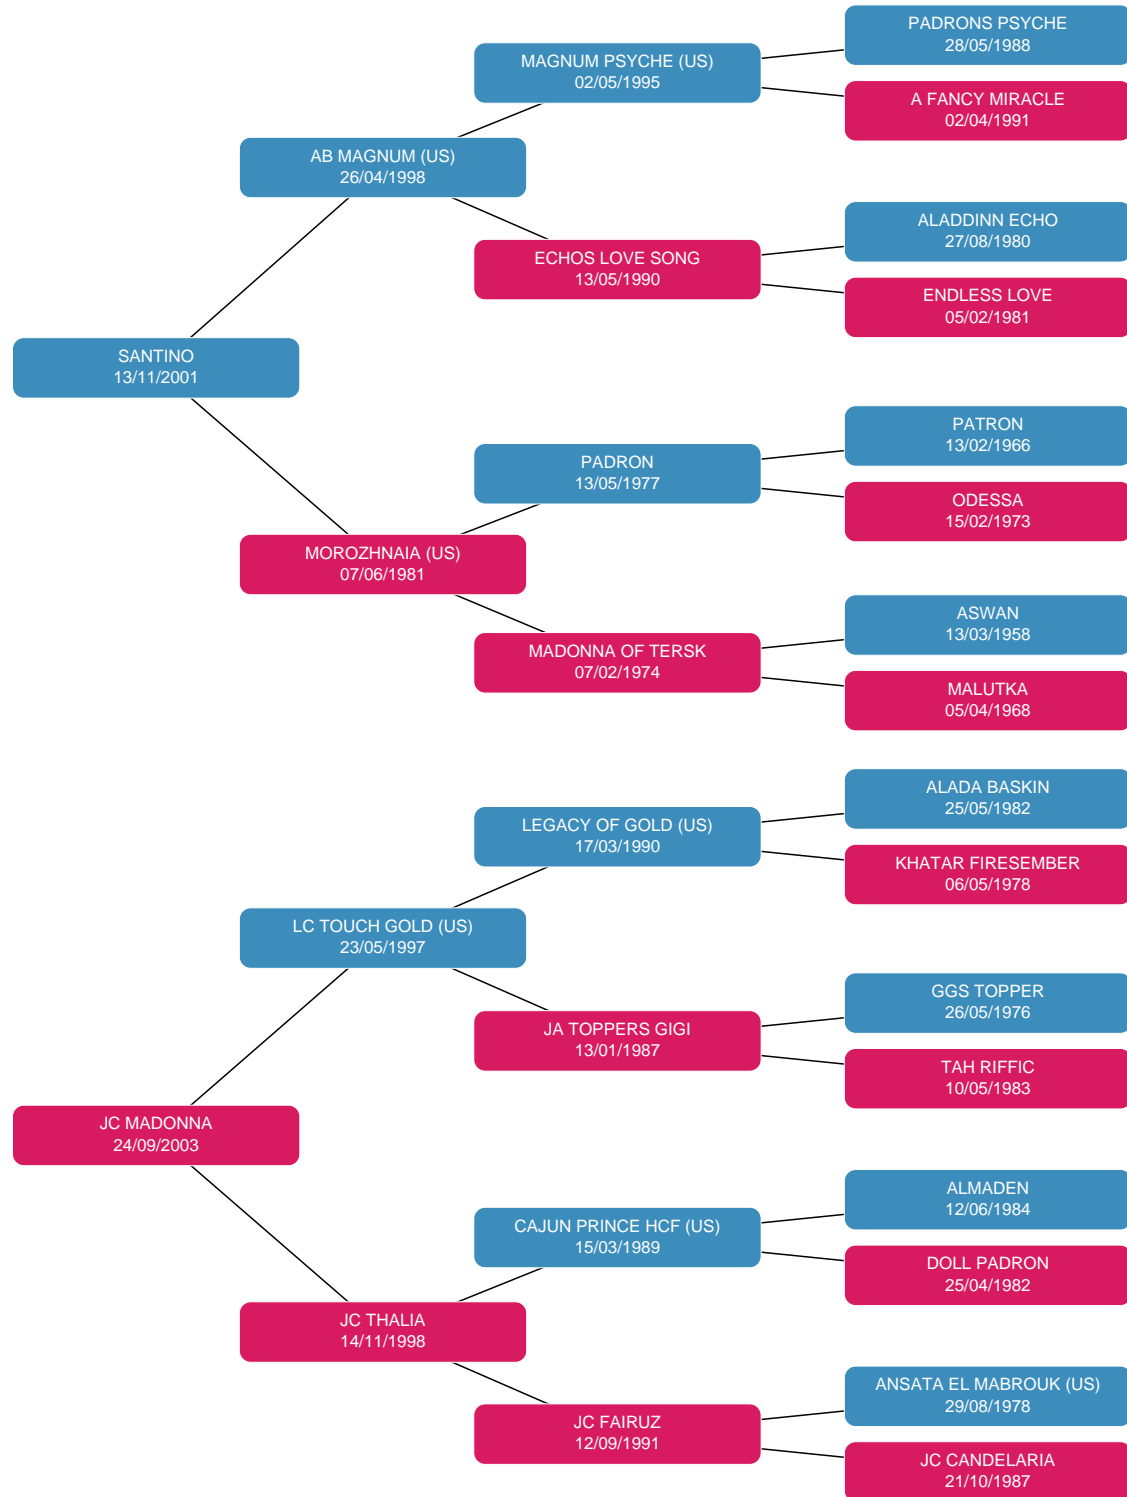 PADRONS PSYCHE
28/05/1988
MAGNUM PSYCHE (US)
02/05/1995
A FANCY MIRACLE
02/04/1991
AB MAGNUM (US)
26/04/1998
ALADDINN ECHO
27/08/1980
ECHOS LOVE SONG
13/05/1990
ENDLESS LOVE
05/02/1981
SANTINO
13/11/2001
PATRON
13/02/1966
PADRON
13/05/1977
ODESSA
15/02/1973
MOROZHNAIA (US)
07/06/1981
ASWAN
13/03/1958
MADONNA OF TERSK
07/02/1974
MALUTKA
05/04/1968
ALADA BASKIN
25/05/1982
LEGACY OF GOLD (US)
17/03/1990
KHATAR FIRESEMBER
06/05/1978
LC TOUCH GOLD (US)
23/05/1997
GGS TOPPER
26/05/1976
JA TOPPERS GIGI
13/01/1987
TAH RIFFIC
10/05/1983
JC MADONNA
24/09/2003
ALMADEN
12/06/1984
CAJUN PRINCE HCF (US)
15/03/1989
DOLL PADRON
25/04/1982
JC THALIA
14/11/1998
ANSATA EL MABROUK (US)
29/08/1978
JC FAIRUZ
12/09/1991
JC CANDELARIA
21/10/1987